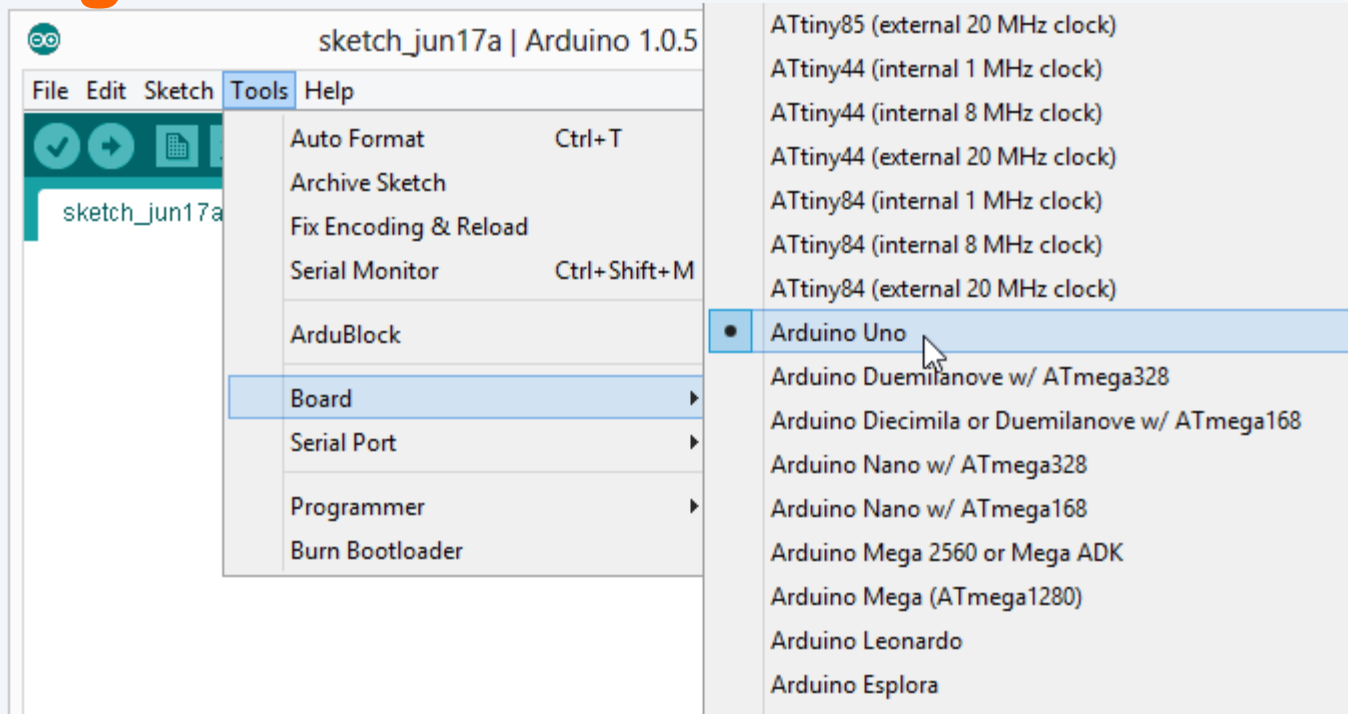 sketch_jun17a | Arduino 1.0.5
File Edit Sketch Tools Help
sketch_jun17a
Auto Format Ctrl+T
Archive Sketch
Fix Encoding & Reload
Serial Monitor Ctrl+Shift+M
ArduBlock
Board
Serial Port
Programmer
Burn Bootloader
ATtiny85 (external 20 MHz clock)
ATtiny44 (internal 1 MHz clock)
ATtiny44 (internal 8 MHz clock)
ATtiny44 (external 20 MHz clock)
ATtiny84 (internal 1 MHz clock)
ATtiny84 (internal 8 MHz clock)
ATtiny84 (external 20 MHz clock)
Arduino Uno
Arduino Duemilanove w/ ATmega328
Arduino Diecimila or Duemilanove w/ ATmega168
Arduino Nano w/ ATmega328
Arduino Nano w/ ATmega168
Arduino Mega 2560 or Mega ADK
Arduino Mega (ATmega1280)
Arduino Leonardo
Arduino Esplora